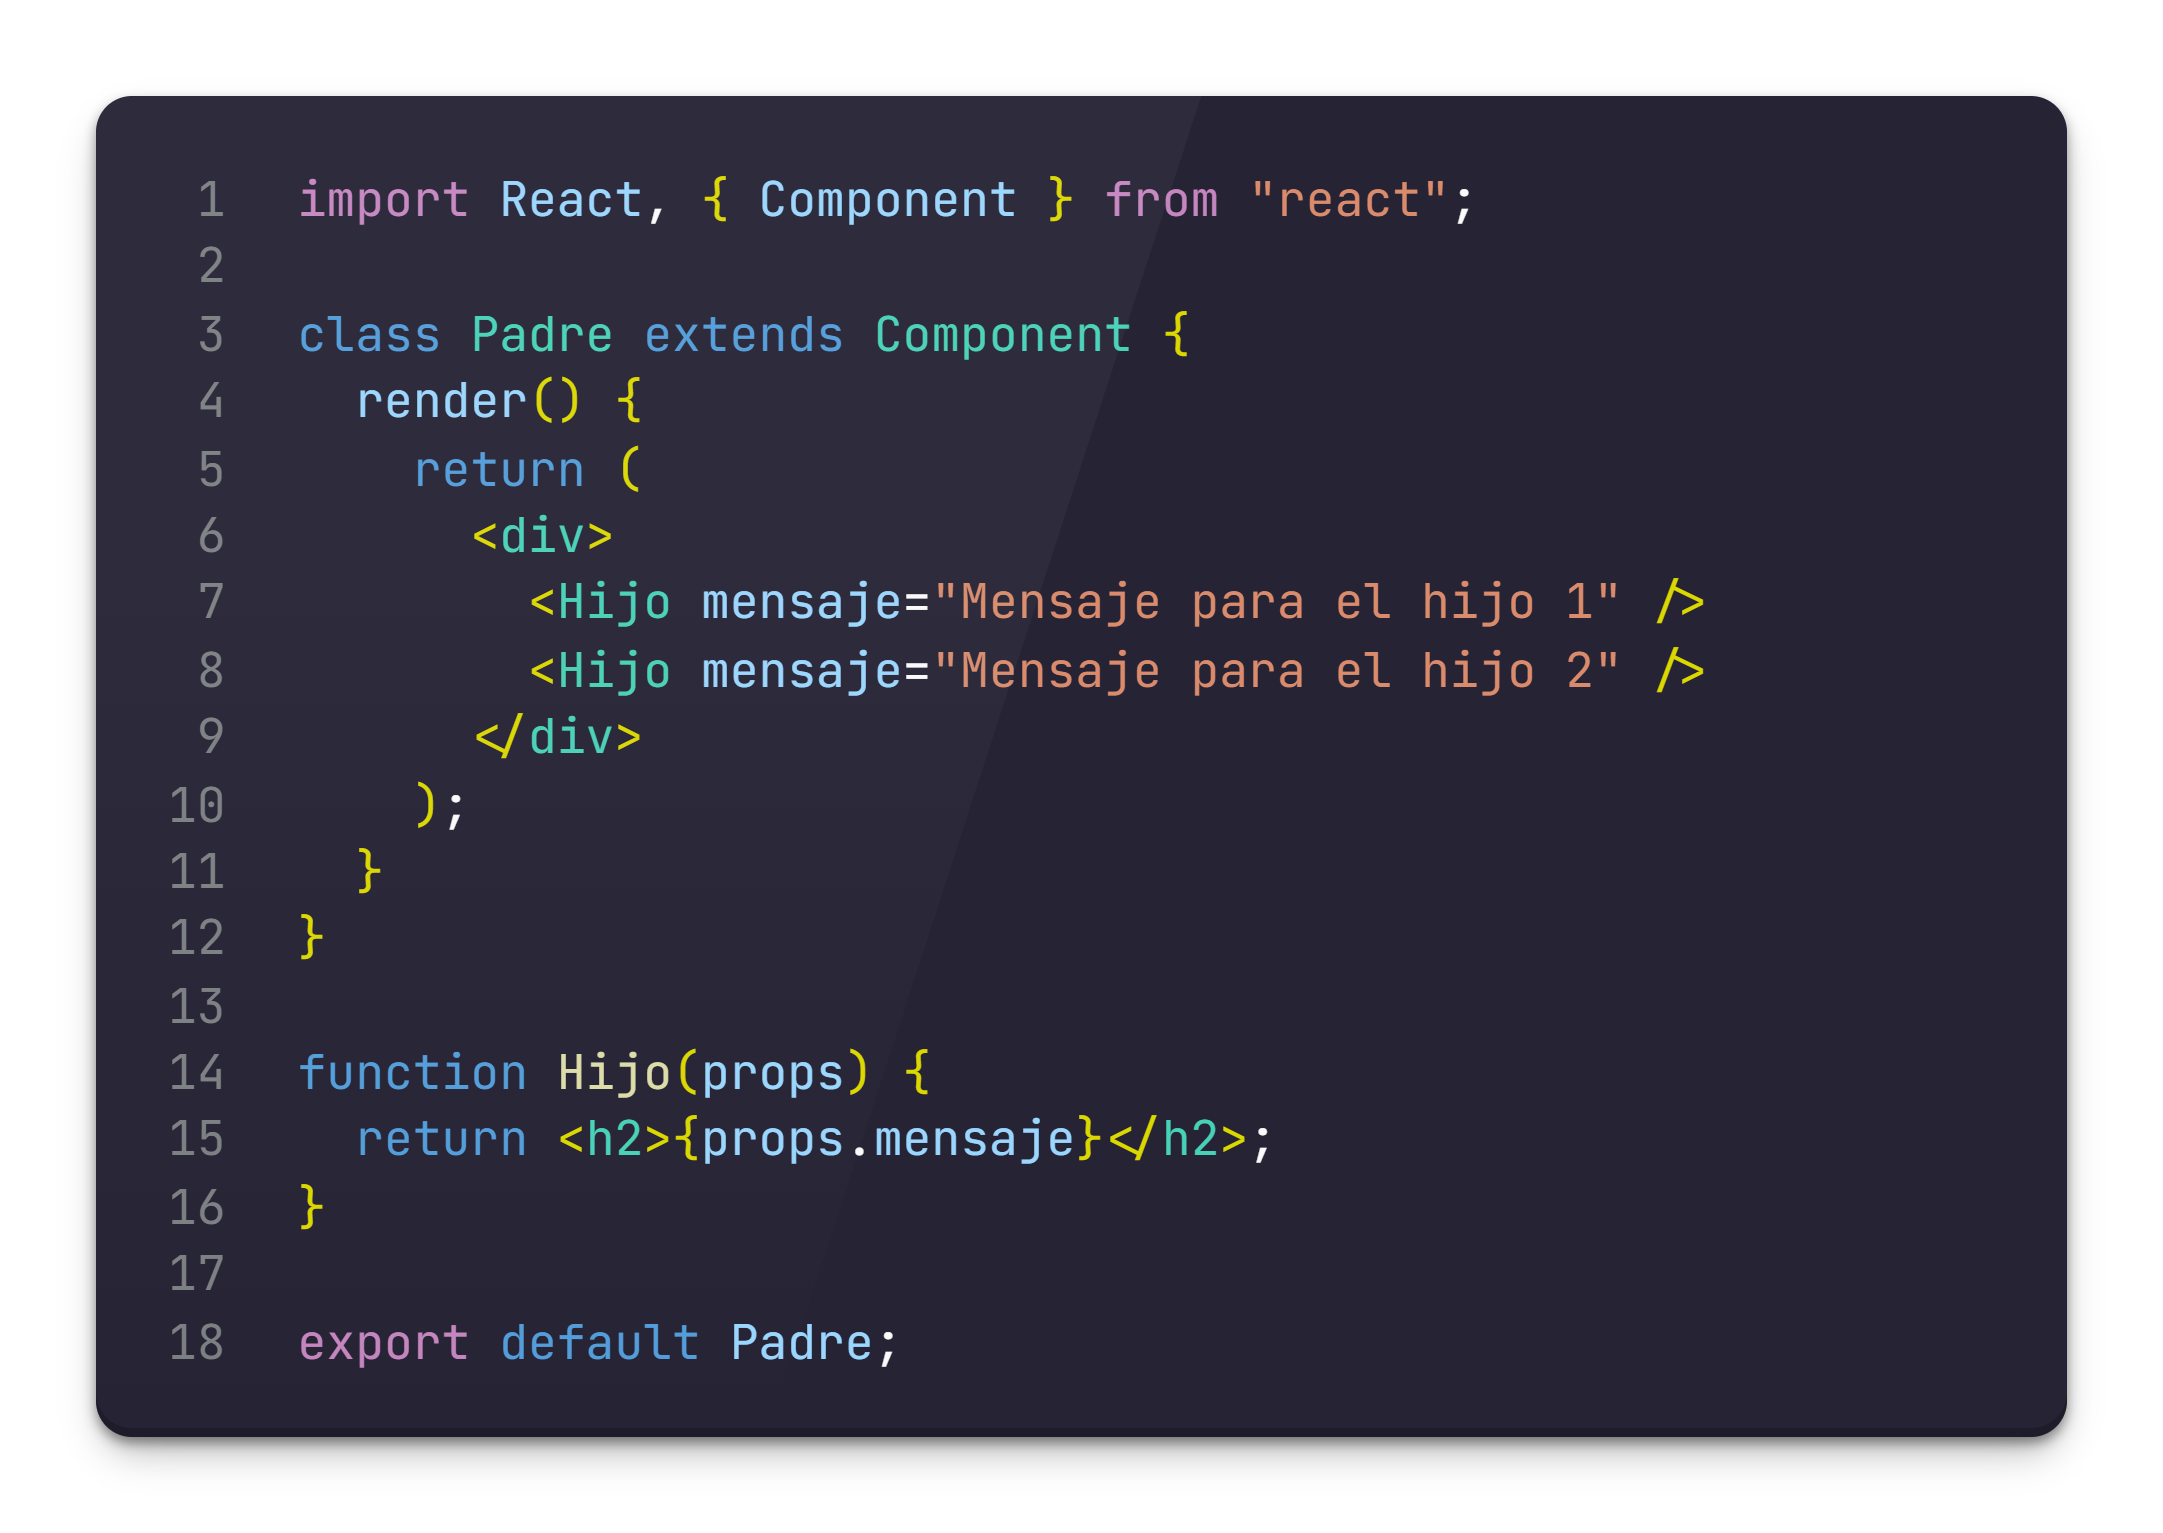 1 import React, { Component } from "react";
2
3 class Padre extends Component {
4   render() {
5     return (
6       <div>
7         <Hijo mensaje="Mensaje para el hijo 1" />
8         <Hijo mensaje="Mensaje para el hijo 2" />
9       </div>
10     );
11   }
12 }
13
14 function Hijo(props) {
15   return <h2>{props.mensaje}</h2>;
16 }
17
18 export default Padre;